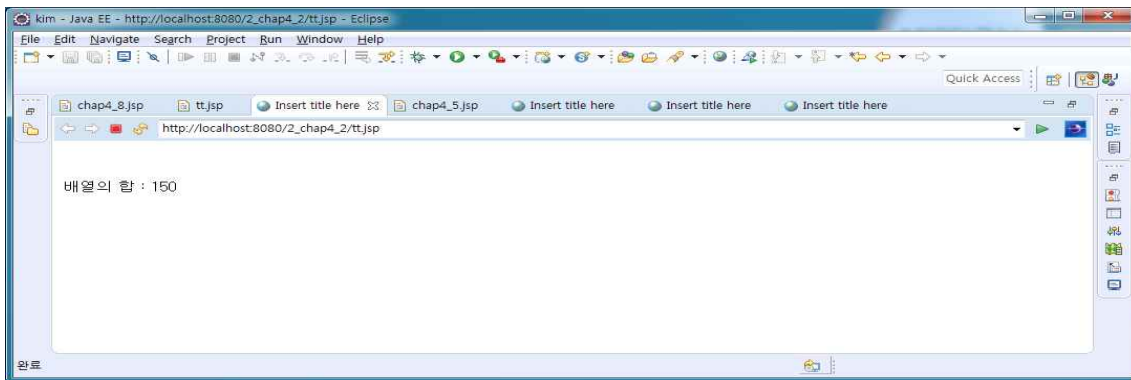 kim - Java EE - http://localhost:8080/2_chap4_2/tt.jsp - Eclipse
File Edit Navigate Search Project Run Window Help
Quick Access
chap4_8.jsp tt.jsp Insert title here chap4_5.jsp Insert title here Insert title here Insert title here
http://localhost:8080/2_chap4_2/tt.jsp
배열의 합 : 150
완료